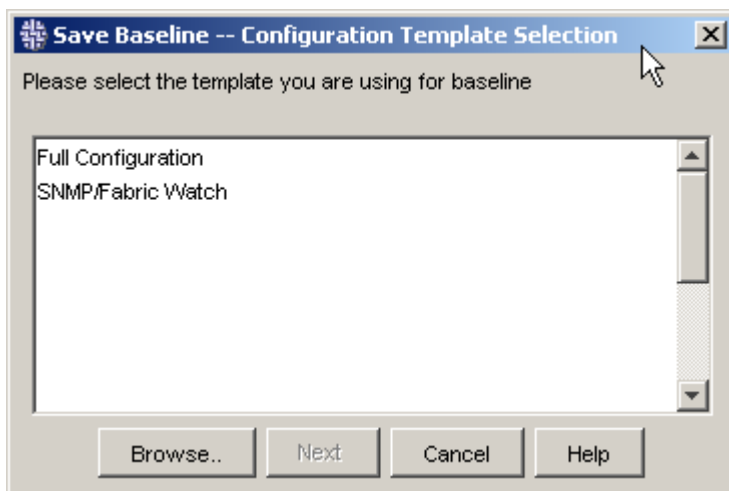 Save Baseline -- Configuration Template Selection
Please select the template you are using for baseline
Full Configuration
SNMP/Fabric Watch
Browse.. Next Cancel Help